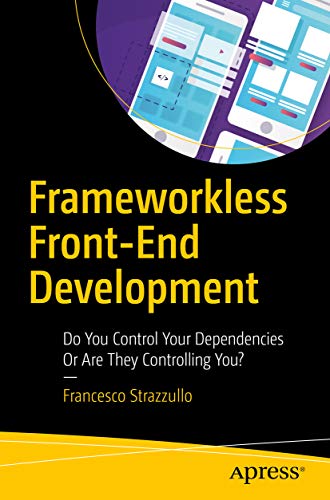 Frameworkless
Front-End
Development
Do You Control Your Dependencies
Or Are They Controlling You?
—
Francesco Strazzullo
Apress®